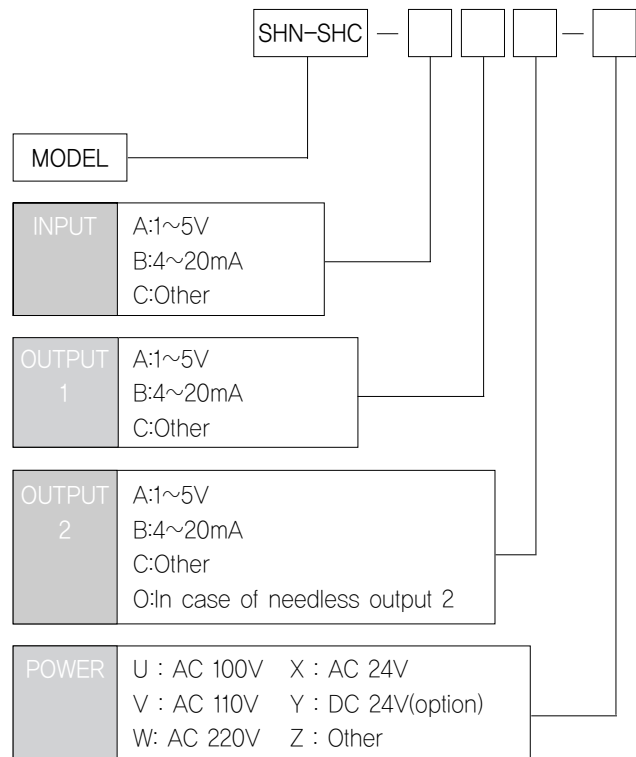 SHN-SHC — —
MODEL
INPUT
A:1~5V
B:4~20mA
C:Other
OUTPUT
1
A:1~5V
B:4~20mA
C:Other
OUTPUT
2
A:1~5V
B:4~20mA
C:Other
O:In case of needless output 2
POWER
U : AC 100V X : AC 24V
V : AC 110V Y : DC 24V(option)
W: AC 220V Z : Other